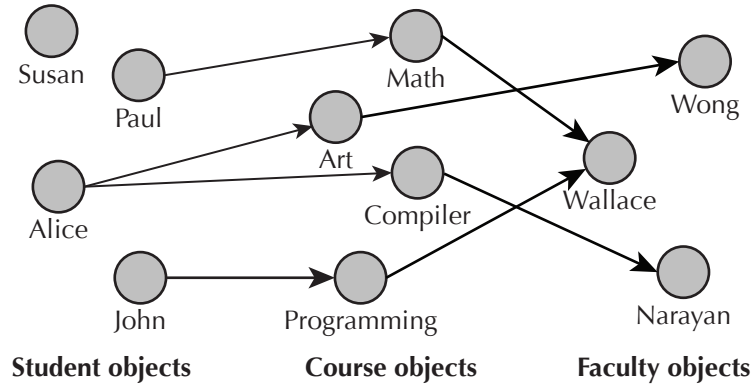 Susan
Paul
Math
Wong
Art
Alice
Compiler
Wallace
John
Programming
Narayan
Student objects
Course objects
Faculty objects